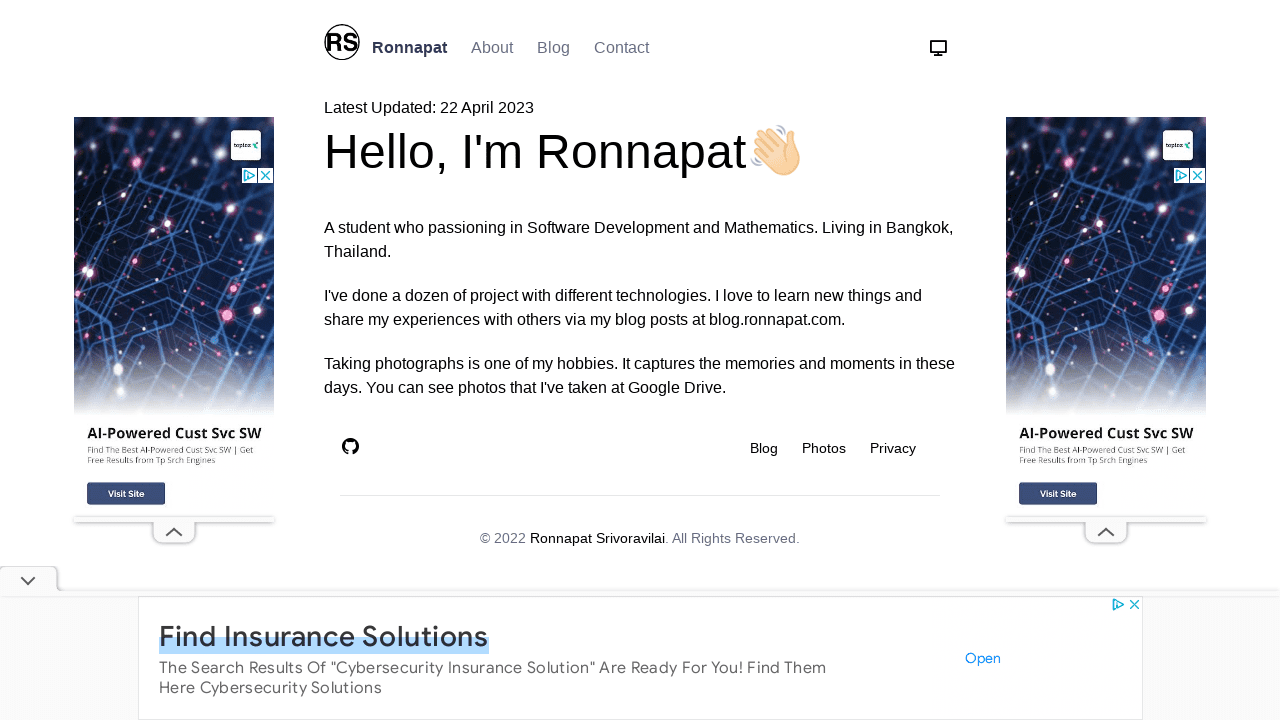 RS
Ronnapat About Blog Contact
Latest Updated: 22 April 2023
Hello, I'm Ronnapat👋🏼
A student who passioning in Software Development and Mathematics. Living in Bangkok,
Thailand.
I've done a dozen of project with different technologies. I love to learn new things and
share my experiences with others via my blog posts at blog.ronnapat.com.
Taking photographs is one of my hobbies. It captures the memories and moments in these
days. You can see photos that I've taken at Google Drive.
Blog Photos Privacy
© 2022 Ronnapat Srivoravilai. All Rights Reserved.
AI-Powered Cust Svc SW
Find The Best AI-Powered Cust Svc SW | Get
Free Results from Tp Srch Engines
Visit Site
AI-Powered Cust Svc SW
Find The Best AI-Powered Cust Svc SW | Get
Free Results from Tp Srch Engines
Visit Site
Find Insurance Solutions
The Search Results Of "Cybersecurity Insurance Solution" Are Ready For You! Find Them
Here Cybersecurity Solutions
Open